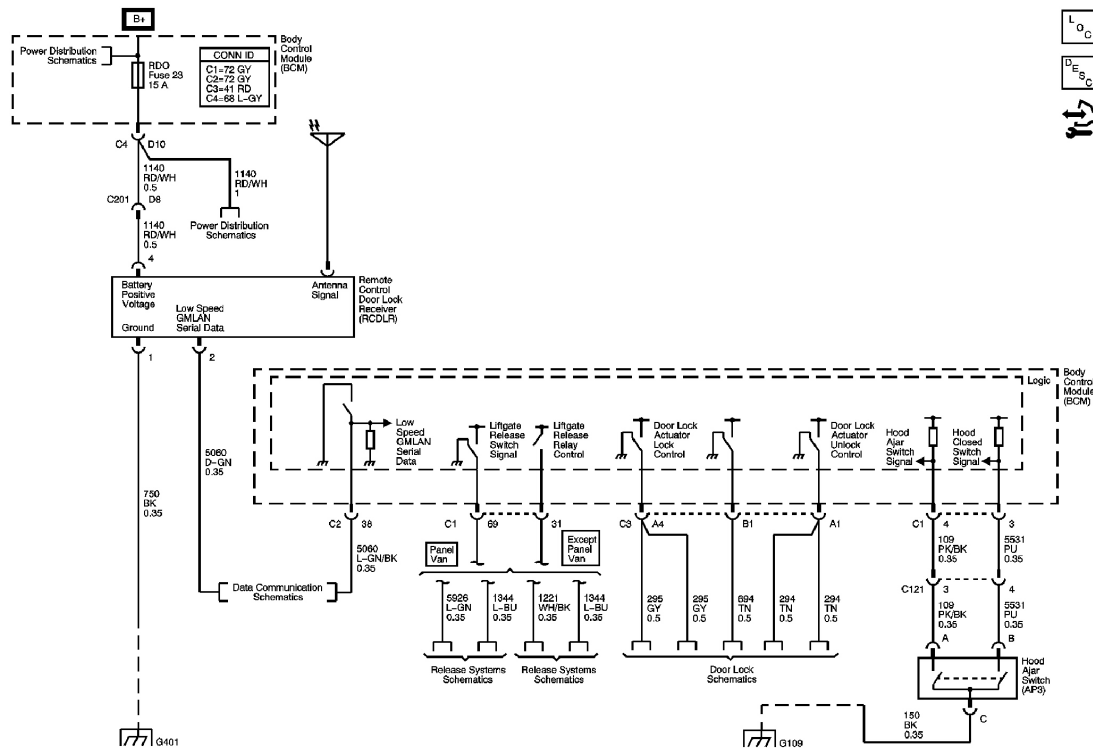 B+
Power Distribution
Schematics
RDO
Fuse 23
15 A
CONN ID
C1=72 GY
C2=72 GY
C3=41 RD
C4=68 L-GY
Body
Control
Module
(BCM)
L O C
D E S C
C4
D10
1140
RD/WH
0.5
1140
RD/WH
1
C201
D8
Power Distribution
Schematics
1140
RD/WH
0.5
4
Battery
Positive
Voltage
Low Speed
GMLAN
Serial Data
Ground
Antenna
Signal
Remote
Control
Door Lock
Receiver
(RCDLR)
1
2
Logic
Body
Control
Module
(BCM)
Low
Speed
GMLAN
Serial
Data
Liftgate
Release
Switch
Signal
Liftgate
Release
Relay
Control
Door Lock
Actuator
Lock
Control
Door Lock
Actuator
Unlock
Control
Hood
Ajar
Switch
Signal
Hood
Closed
Switch
Signal
5060
D-GN
0.35
750
BK
0.35
C2
38
C1
69
31
C3
A4
B1
A1
C1
4
3
5060
L-GN/BK
0.35
Panel
Van
Except
Panel
Van
109
PK/BK
0.35
5531
PU
0.35
Data Communication
Schematics
5926
L-GN
0.35
1344
L-BU
0.35
1221
WH/BK
0.35
1344
L-BU
0.35
295
GY
0.5
295
GY
0.5
694
TN
0.5
294
TN
0.5
294
TN
0.5
C121
3
4
109
PK/BK
0.35
5531
PU
0.35
A
B
Release Systems
Schematics
Release Systems
Schematics
Door Lock
Schematics
Hood
Ajar
Switch
(AP3)
C
150
BK
0.35
G401
G109